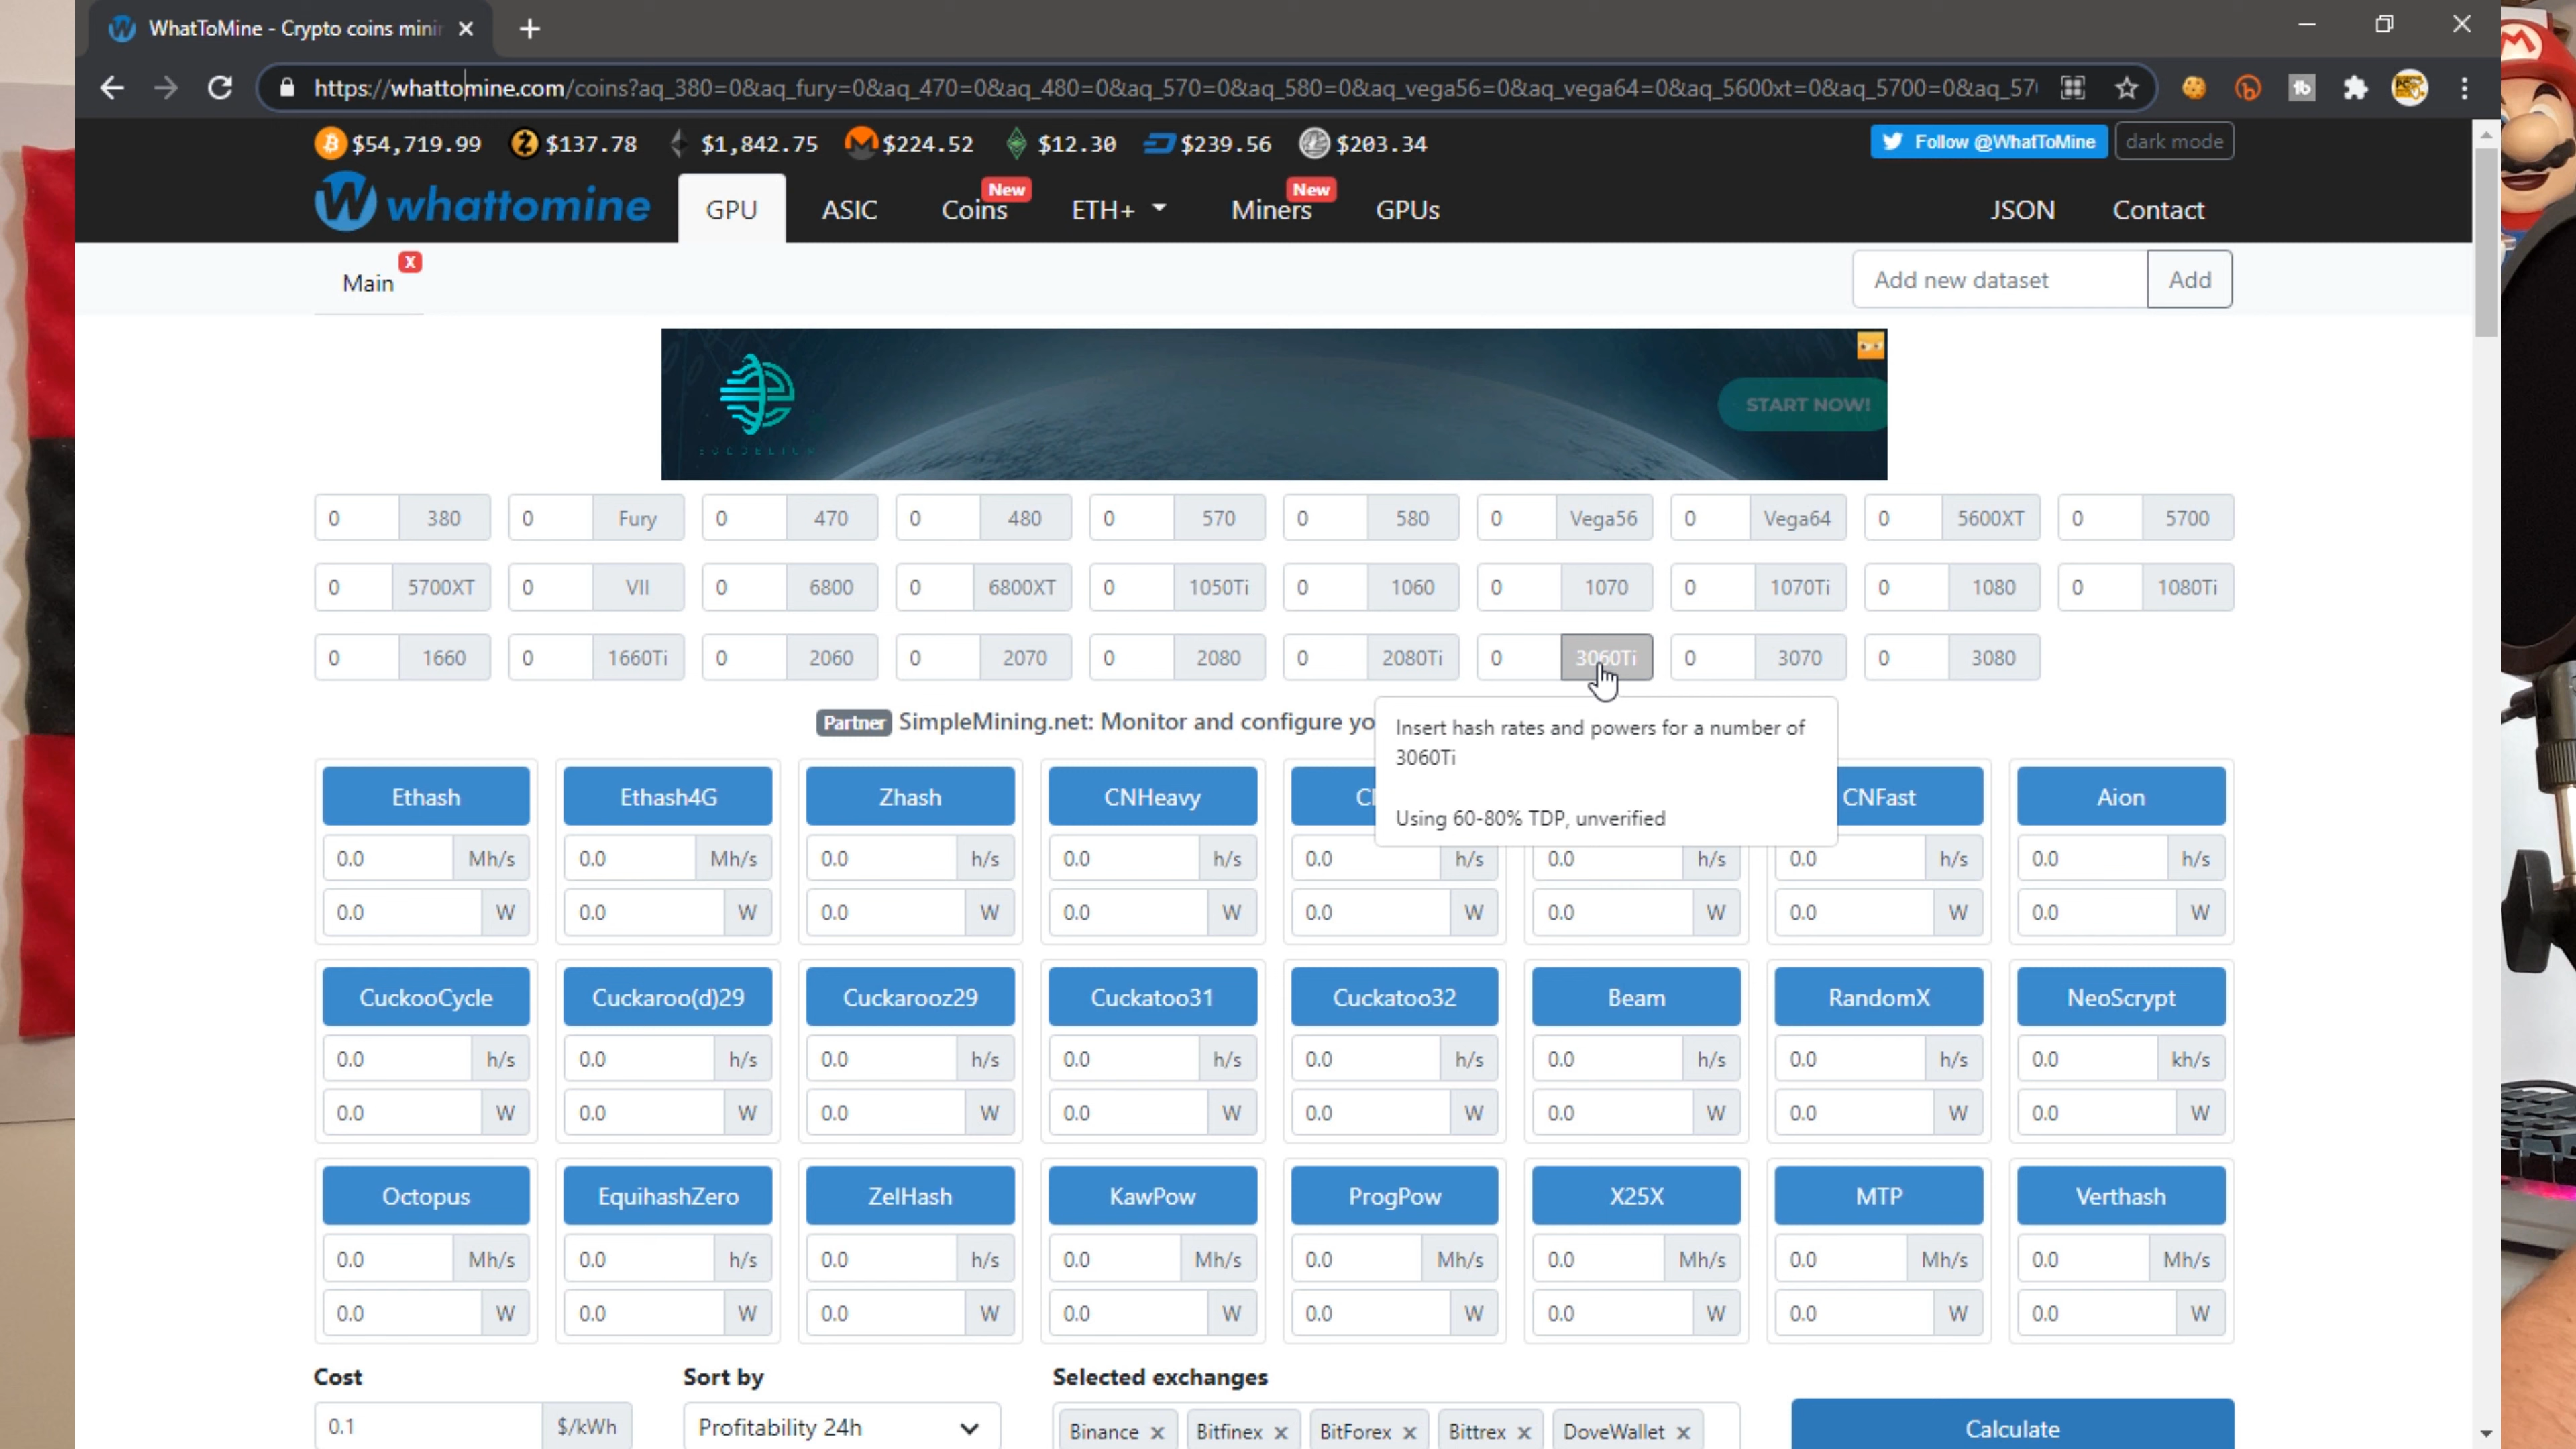 WhatToMine - Crypto coins mini
https://whattomine.com/coins?aq_380=0&aq_fury=0&aq_470=0&aq_480=0&aq_570=0&aq_580=0&aq_vega56=0&aq_vega64=0&aq_5600xt=0&aq_5700=0&aq_57
$54,719.99 $137.78 $1,842.75 $224.52 $12.30 $239.56 $203.34 Follow @WhatToMine dark mode
New New
whattomine GPU ASIC Coins ETH+ Miners GPUs JSON Contact
X
Main Add new dataset Add
START NOW!
0 380 0 Fury 0 470 0 480 0 570 0 580 0 Vega56 0 Vega64 0 5600XT 0 5700
0 5700XT 0 VII 0 6800 0 6800XT 0 1050Ti 0 1060 0 1070 0 1070Ti 0 1080 0 1080Ti
0 1660 0 1660Ti 0 2060 0 2070 0 2080 0 2080Ti 0 3060Ti 0 3070 0 3080
Partner SimpleMining.net: Monitor and configure yo
Insert hash rates and powers for a number of
3060Ti
Using 60-80% TDP, unverified
Ethash Ethash4G Zhash CNHeavy CNFast Aion
0.0 Mh/s 0.0 Mh/s 0.0 h/s 0.0 h/s 0.0 h/s 0.0 h/s 0.0 h/s 0.0 h/s
0.0 W 0.0 W 0.0 W 0.0 W 0.0 W 0.0 W 0.0 W 0.0 W
CuckooCycle Cuckaroo(d)29 Cuckarooz29 Cuckatoo31 Cuckatoo32 Beam RandomX NeoScrypt
0.0 h/s 0.0 h/s 0.0 h/s 0.0 h/s 0.0 h/s 0.0 h/s 0.0 h/s 0.0 kh/s
0.0 W 0.0 W 0.0 W 0.0 W 0.0 W 0.0 W 0.0 W 0.0 W
Octopus EquihashZero ZelHash KawPow ProgPow X25X MTP Verthash
0.0 Mh/s 0.0 h/s 0.0 h/s 0.0 Mh/s 0.0 Mh/s 0.0 Mh/s 0.0 Mh/s 0.0 Mh/s
0.0 W 0.0 W 0.0 W 0.0 W 0.0 W 0.0 W 0.0 W 0.0 W
Cost Sort by Selected exchanges
0.1 $/kWh Profitability 24h Binance × Bitfinex × BitForex × Bittrex × DoveWallet × Calculate